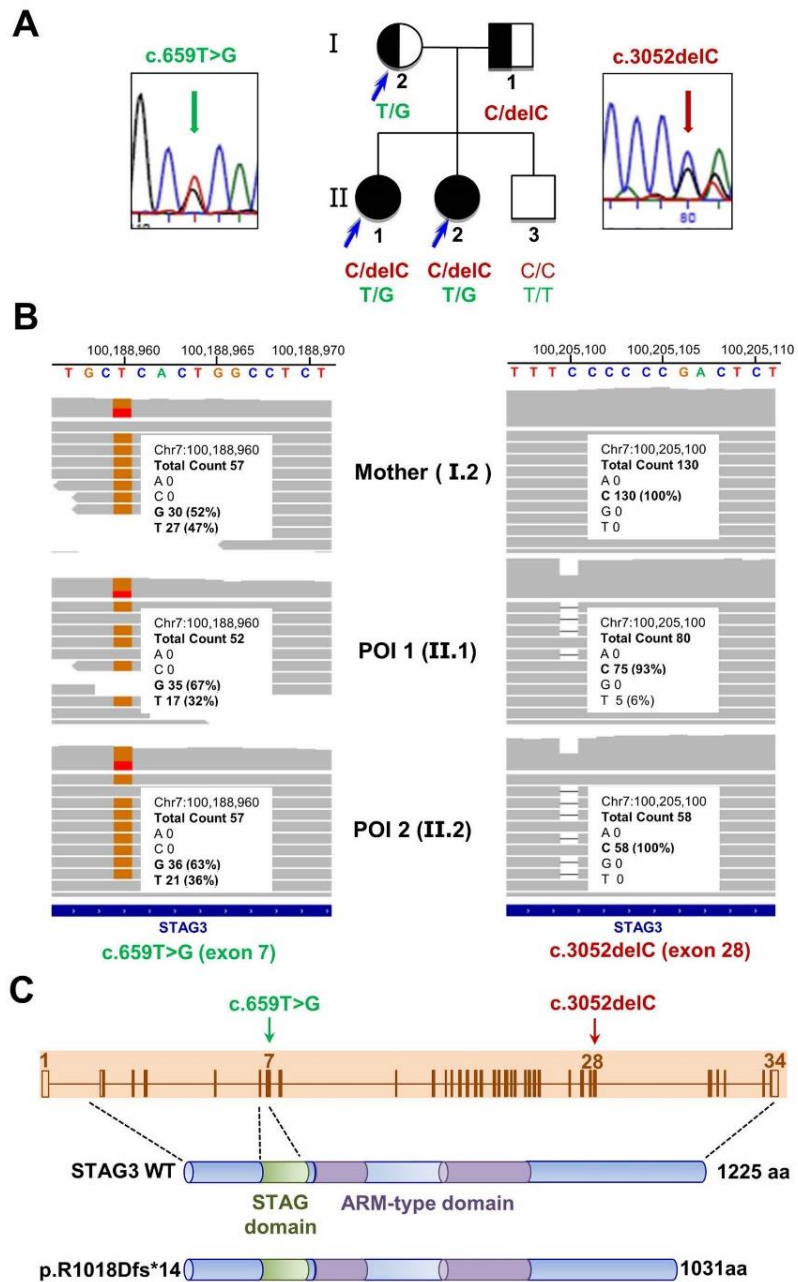 A
c.659T>G
I
c.3052delC
2
1
T/G
C/delC
II
80
1
2
3
C/delC
C/delC
C/C
T/G
T/G
T/T
B
100,188,960 100,188,965 100,188,970
100,205,100 100,205,105 100,205,110
T G C T C A C T G G C C T C T
T T T C C C C C C G A C T C T
Mother ( I.2 )
Chr7:100,188,960
Total Count 57
A 0
C 0
G 30 (52%)
T 27 (47%)
Chr7:100,205,100
Total Count 130
A 0
C 130 (100%)
G 0
T 0
POI 1 (II.1)
Chr7:100,188,960
Total Count 52
A 0
C 0
G 35 (67%)
T 17 (32%)
Chr7:100,205,100
Total Count 80
A 0
C 75 (93%)
G 0
T 5 (6%)
POI 2 (II.2)
Chr7:100,188,960
Total Count 57
A 0
C 0
G 36 (63%)
T 21 (36%)
Chr7:100,205,100
Total Count 58
A 0
C 58 (100%)
G 0
T 0
STAG3
STAG3
c.659T>G (exon 7)
c.3052delC (exon 28)
C
c.659T>G
c.3052delC
1
7
28
34
STAG3 WT
1225 aa
STAG
domain
ARM-type domain
p.R1018Dfs*14
1031aa